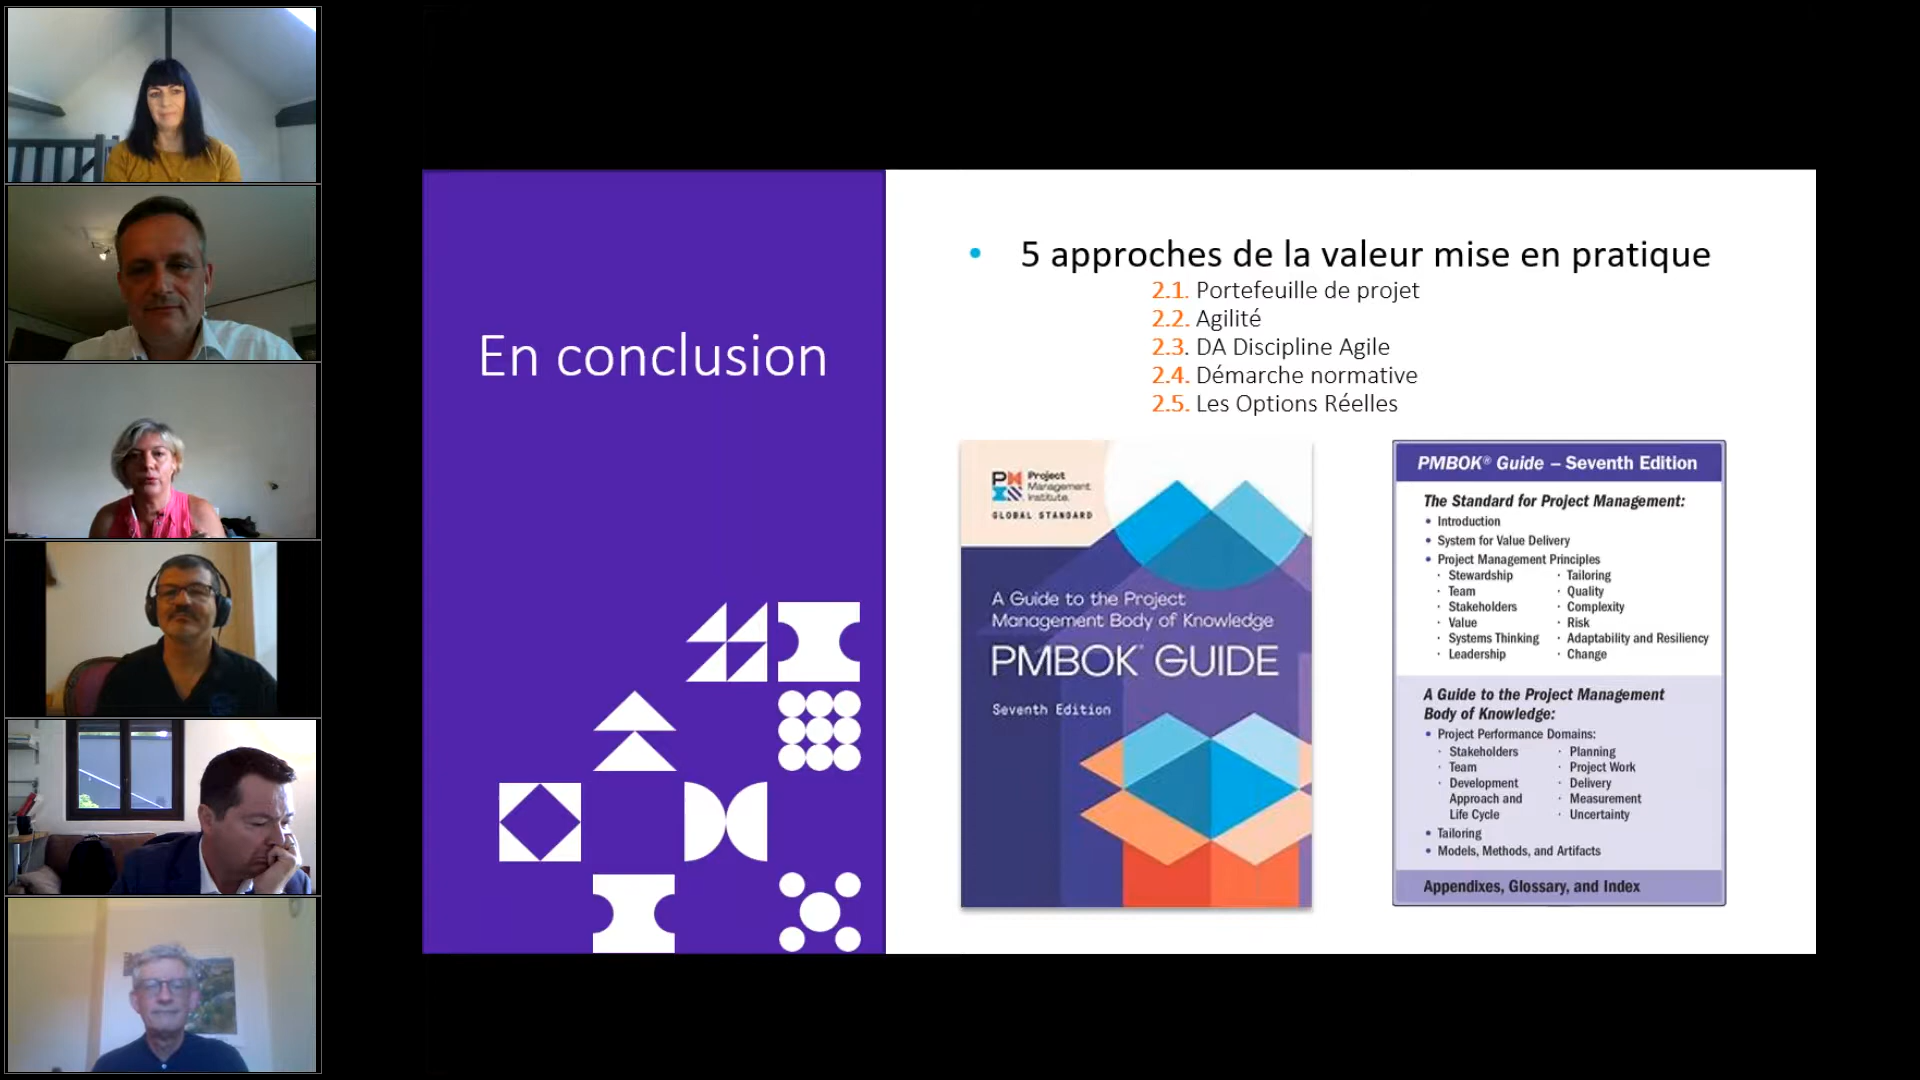 En conclusion
• 5 approches de la valeur mise en pratique
2.1. Portefeuille de projet
2.2. Agilité
2.3. DA Discipline Agile
2.4. Démarche normative
2.5. Les Options Réelles
Project
Management
Institute.
GLOBAL STANDARD
A Guide to the Project
Management Body of Knowledge
PMBOK® GUIDE
Seventh Edition
PMBOK® Guide – Seventh Edition
The Standard for Project Management:
• Introduction
• System for Value Delivery
• Project Management Principles
· Stewardship
· Team
· Stakeholders
· Value
· Systems Thinking
· Leadership
· Tailoring
· Quality
· Complexity
· Risk
· Adaptability and Resiliency
· Change
A Guide to the Project Management
Body of Knowledge:
• Project Performance Domains:
· Stakeholders
· Team
· Development
Approach and
Life Cycle
· Planning
· Project Work
· Delivery
· Measurement
· Uncertainty
• Tailoring
• Models, Methods, and Artifacts
Appendixes, Glossary, and Index